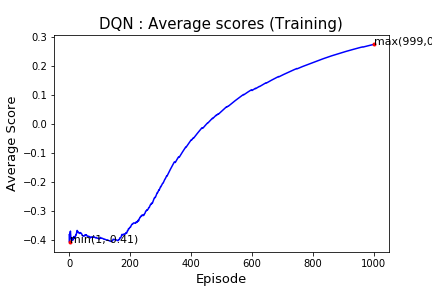 DQN : Average scores (Training)
0.3
0.2
0.1
0.0
−0.1
−0.2
−0.3
−0.4
Average Score
max(999,0
min(1,-0.41)
0
200
400
600
800
1000
Episode